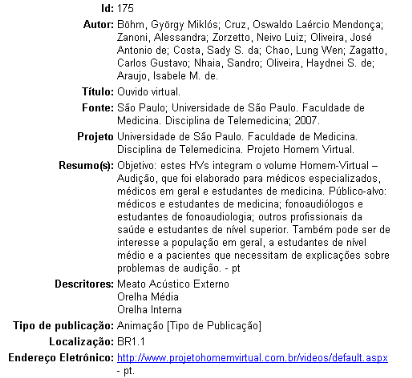 Id: 175
Autor: Böhm, György Miklós; Cruz, Oswaldo Laércio Mendonça;
Zanoni, Alessandra; Zorzetto, Neivo Luiz; Oliveira, José
Antonio de; Costa, Sady S. da; Chao, Lung Wen; Zagatto,
Carlos Gustavo; Nhaia, Sandro; Oliveira, Haydnei S. de;
Araujo, Isabele M. de.
Título: Ouvido virtual.
Fonte: São Paulo; Universidade de São Paulo. Faculdade de
Medicina. Disciplina de Telemedicina; 2007.
Projeto Universidade de São Paulo. Faculdade de Medicina.
Disciplina de Telemedicina. Projeto Homem Virtual.
Resumo(s): Objetivo: estes HVs integram o volume Homem-Virtual –
Audição, que foi elaborado para médicos especializados,
médicos em geral e estudantes de medicina. Público-alvo:
médicos e estudantes de medicina; fonoaudiólogos e
estudantes de fonoaudiologia; outros profissionais da
saúde e estudantes de nível superior. Também pode ser de
interesse a população em geral, a estudantes de nível
médio e a pacientes que necessitam de explicações sobre
problemas de audição. - pt
Descritores: Meato Acústico Externo
Orelha Média
Orelha Interna
Tipo de publicação: Animação [Tipo de Publicação]
Localização: BR1.1
Endereço Eletrônico: http://www.projetohomemvirtual.com.br/videos/default.aspx
- pt.